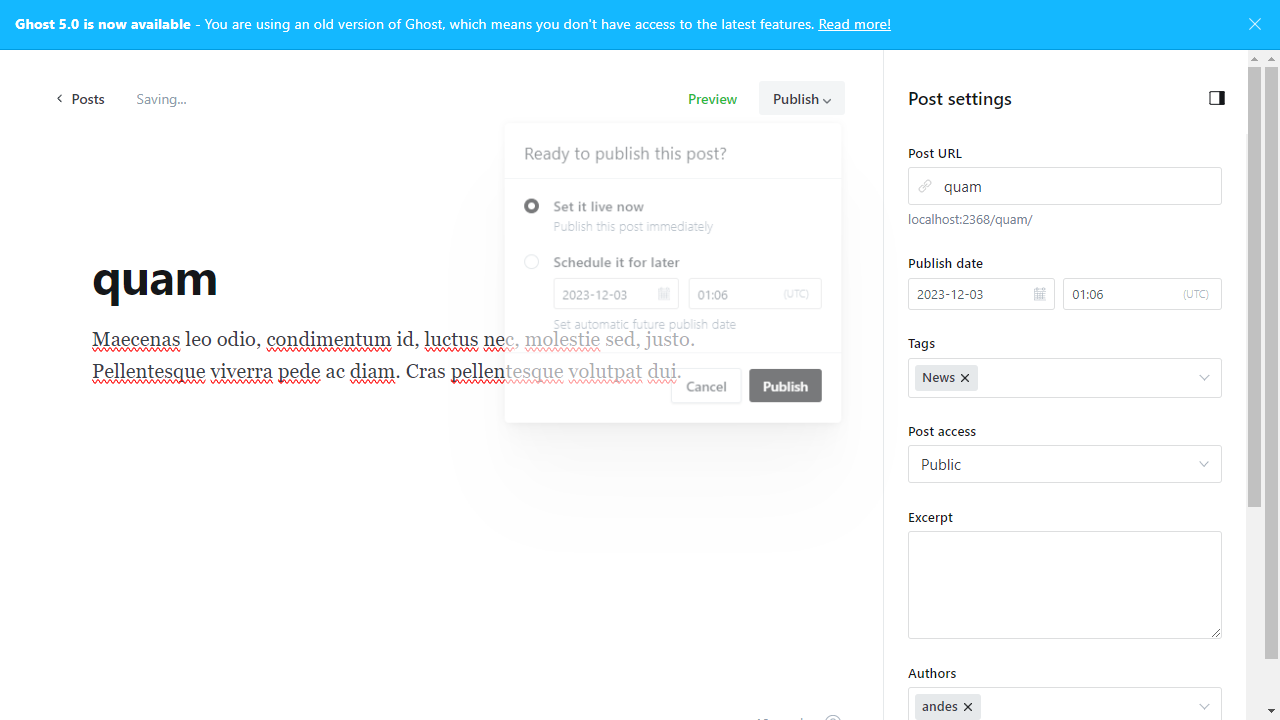 Ghost 5.0 is now available - You are using an old version of Ghost, which means you don't have access to the latest features. Read more!
Posts
Saving...
Preview
Publish
Ready to publish this post?
Set it live now
Publish this post immediately
Schedule it for later
2023-12-03
01:06
(UTC)
Set automatic future publish date
Cancel
Publish
quam
Maecenas leo odio, condimentum id, luctus nec, molestie sed, justo.
Pellentesque viverra pede ac diam. Cras pellentesque volutpat dui.
Post settings
Post URL
quam
localhost:2368/quam/
Publish date
2023-12-03
01:06
(UTC)
Tags
News
Post access
Public
Excerpt
Authors
andes